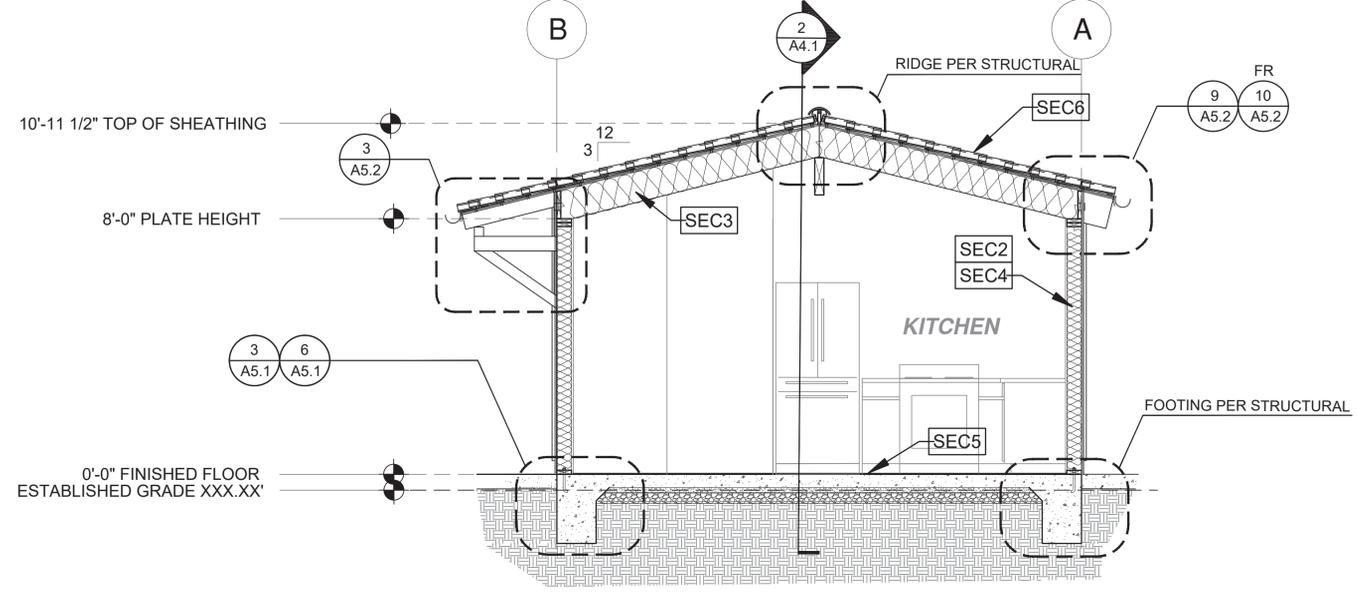 B
2
A4.1
A
RIDGE PER STRUCTURAL
FR
9
A5.2
10
A5.2
SEC6
10'-11 1/2" TOP OF SHEATHING
12
3
3
A5.2
8'-0" PLATE HEIGHT
SEC3
SEC2
SEC4
KITCHEN
3
A5.1
6
A5.1
FOOTING PER STRUCTURAL
SEC5
0'-0" FINISHED FLOOR
ESTABLISHED GRADE XXX.XX'